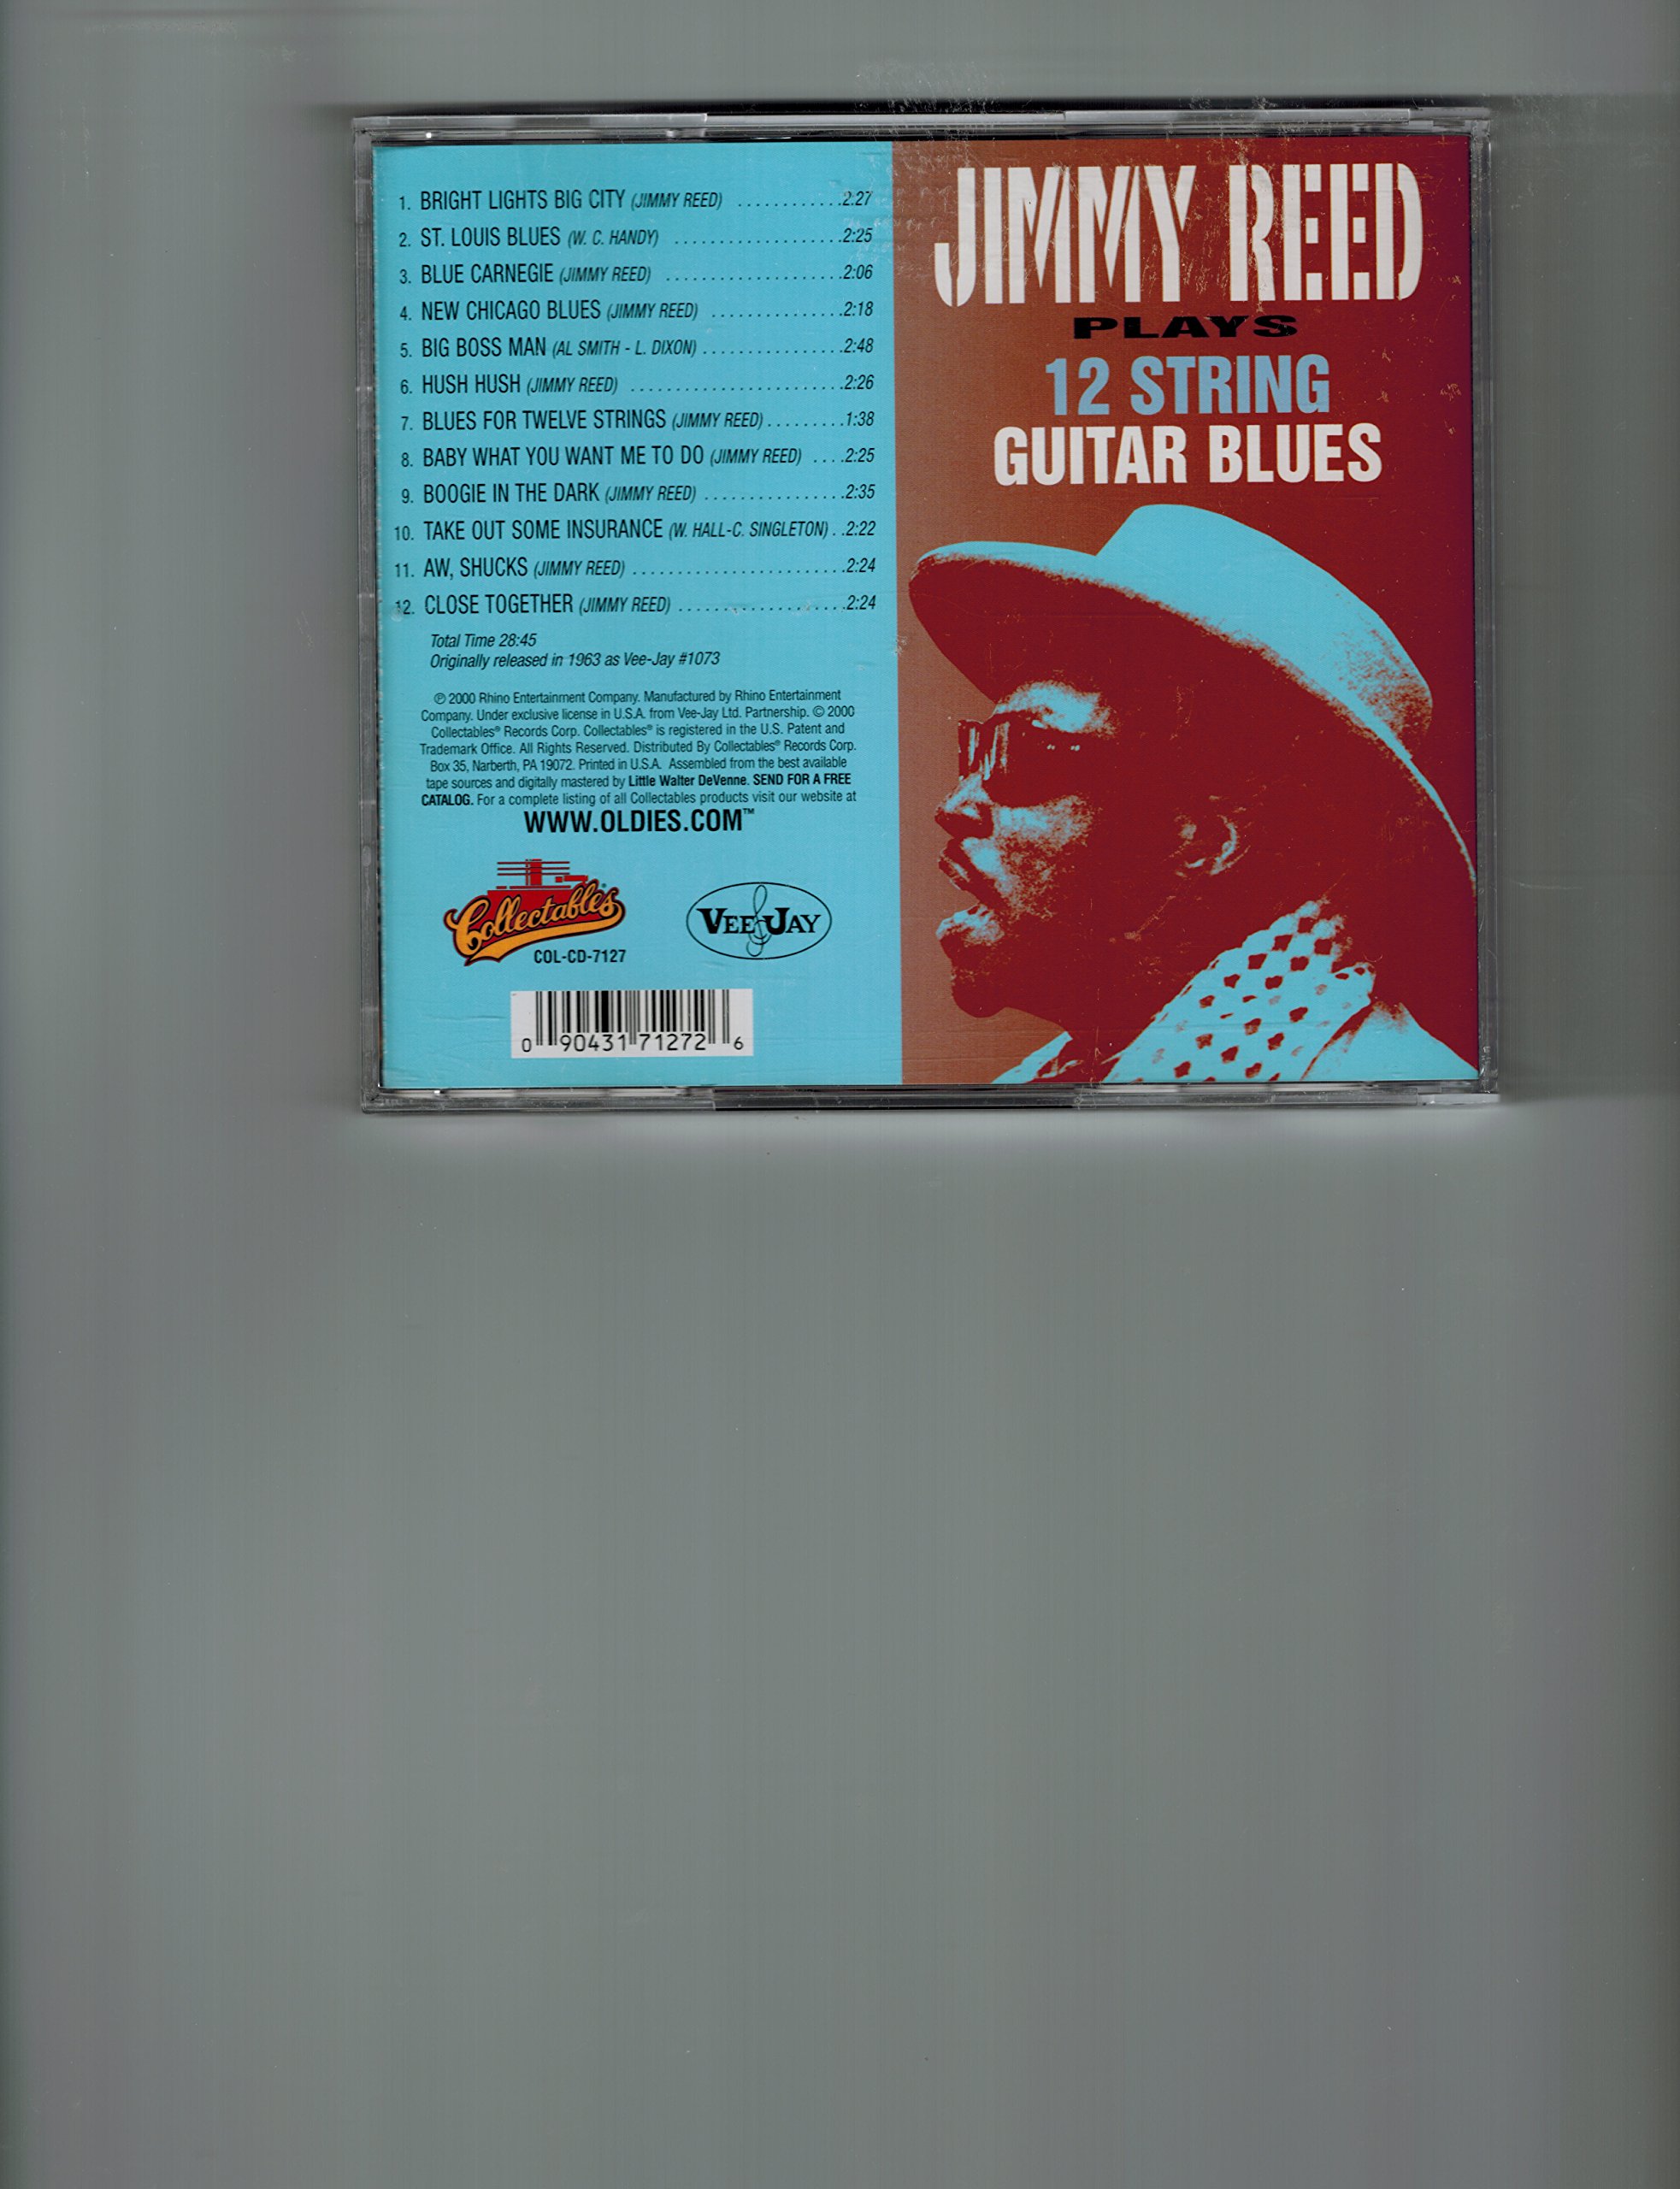 1. BRIGHT LIGHTS BIG CITY (JIMMY REED) ............2:27
2. ST. LOUIS BLUES (W. C. HANDY) ...................2:25
3. BLUE CARNEGIE (JIMMY REED) ....................2:06
4. NEW CHICAGO BLUES (JIMMY REED) ...............2:18
5. BIG BOSS MAN (AL SMITH - L. DIXON) ................2:48
6. HUSH HUSH (JIMMY REED) ........................2:26
7. BLUES FOR TWELVE STRINGS (JIMMY REED) .........1:38
8. BABY WHAT YOU WANT ME TO DO (JIMMY REED) ....2:25
9. BOOGIE IN THE DARK (JIMMY REED) ................2:35
10. TAKE OUT SOME INSURANCE (W. HALL-C. SINGLETON) ..2:22
11. AW, SHUCKS (JIMMY REED) ........................2:24
12. CLOSE TOGETHER (JIMMY REED) ...................2:24
Total Time 28:45
Originally released in 1963 as Vee-Jay #1073
℗ 2000 Rhino Entertainment Company. Manufactured by Rhino Entertainment
Company. Under exclusive license in U.S.A. from Vee-Jay Ltd. Partnership. © 2000
Collectables® Records Corp. Collectables® is registered in the U.S. Patent and
Trademark Office. All Rights Reserved. Distributed By Collectables® Records Corp.
Box 35, Narberth, PA 19072. Printed in U.S.A. Assembled from the best available
tape sources and digitally mastered by Little Walter DeVenne. SEND FOR A FREE
CATALOG. For a complete listing of all Collectables products visit our website at
WWW.OLDIES.COM™
Collectables®
COL-CD-7127
VEE JAY
0 90431 71272 6
JIMMY REED
PLAYS
12 STRING
GUITAR BLUES